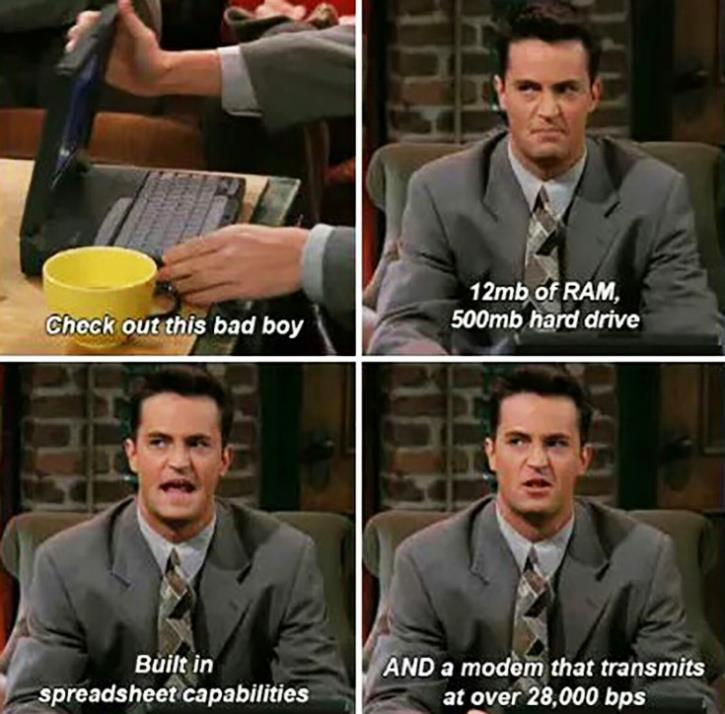 Check out this bad boy
12mb of RAM,
500mb hard drive
Built in
spreadsheet capabilities
AND a modem that transmits
at over 28,000 bps